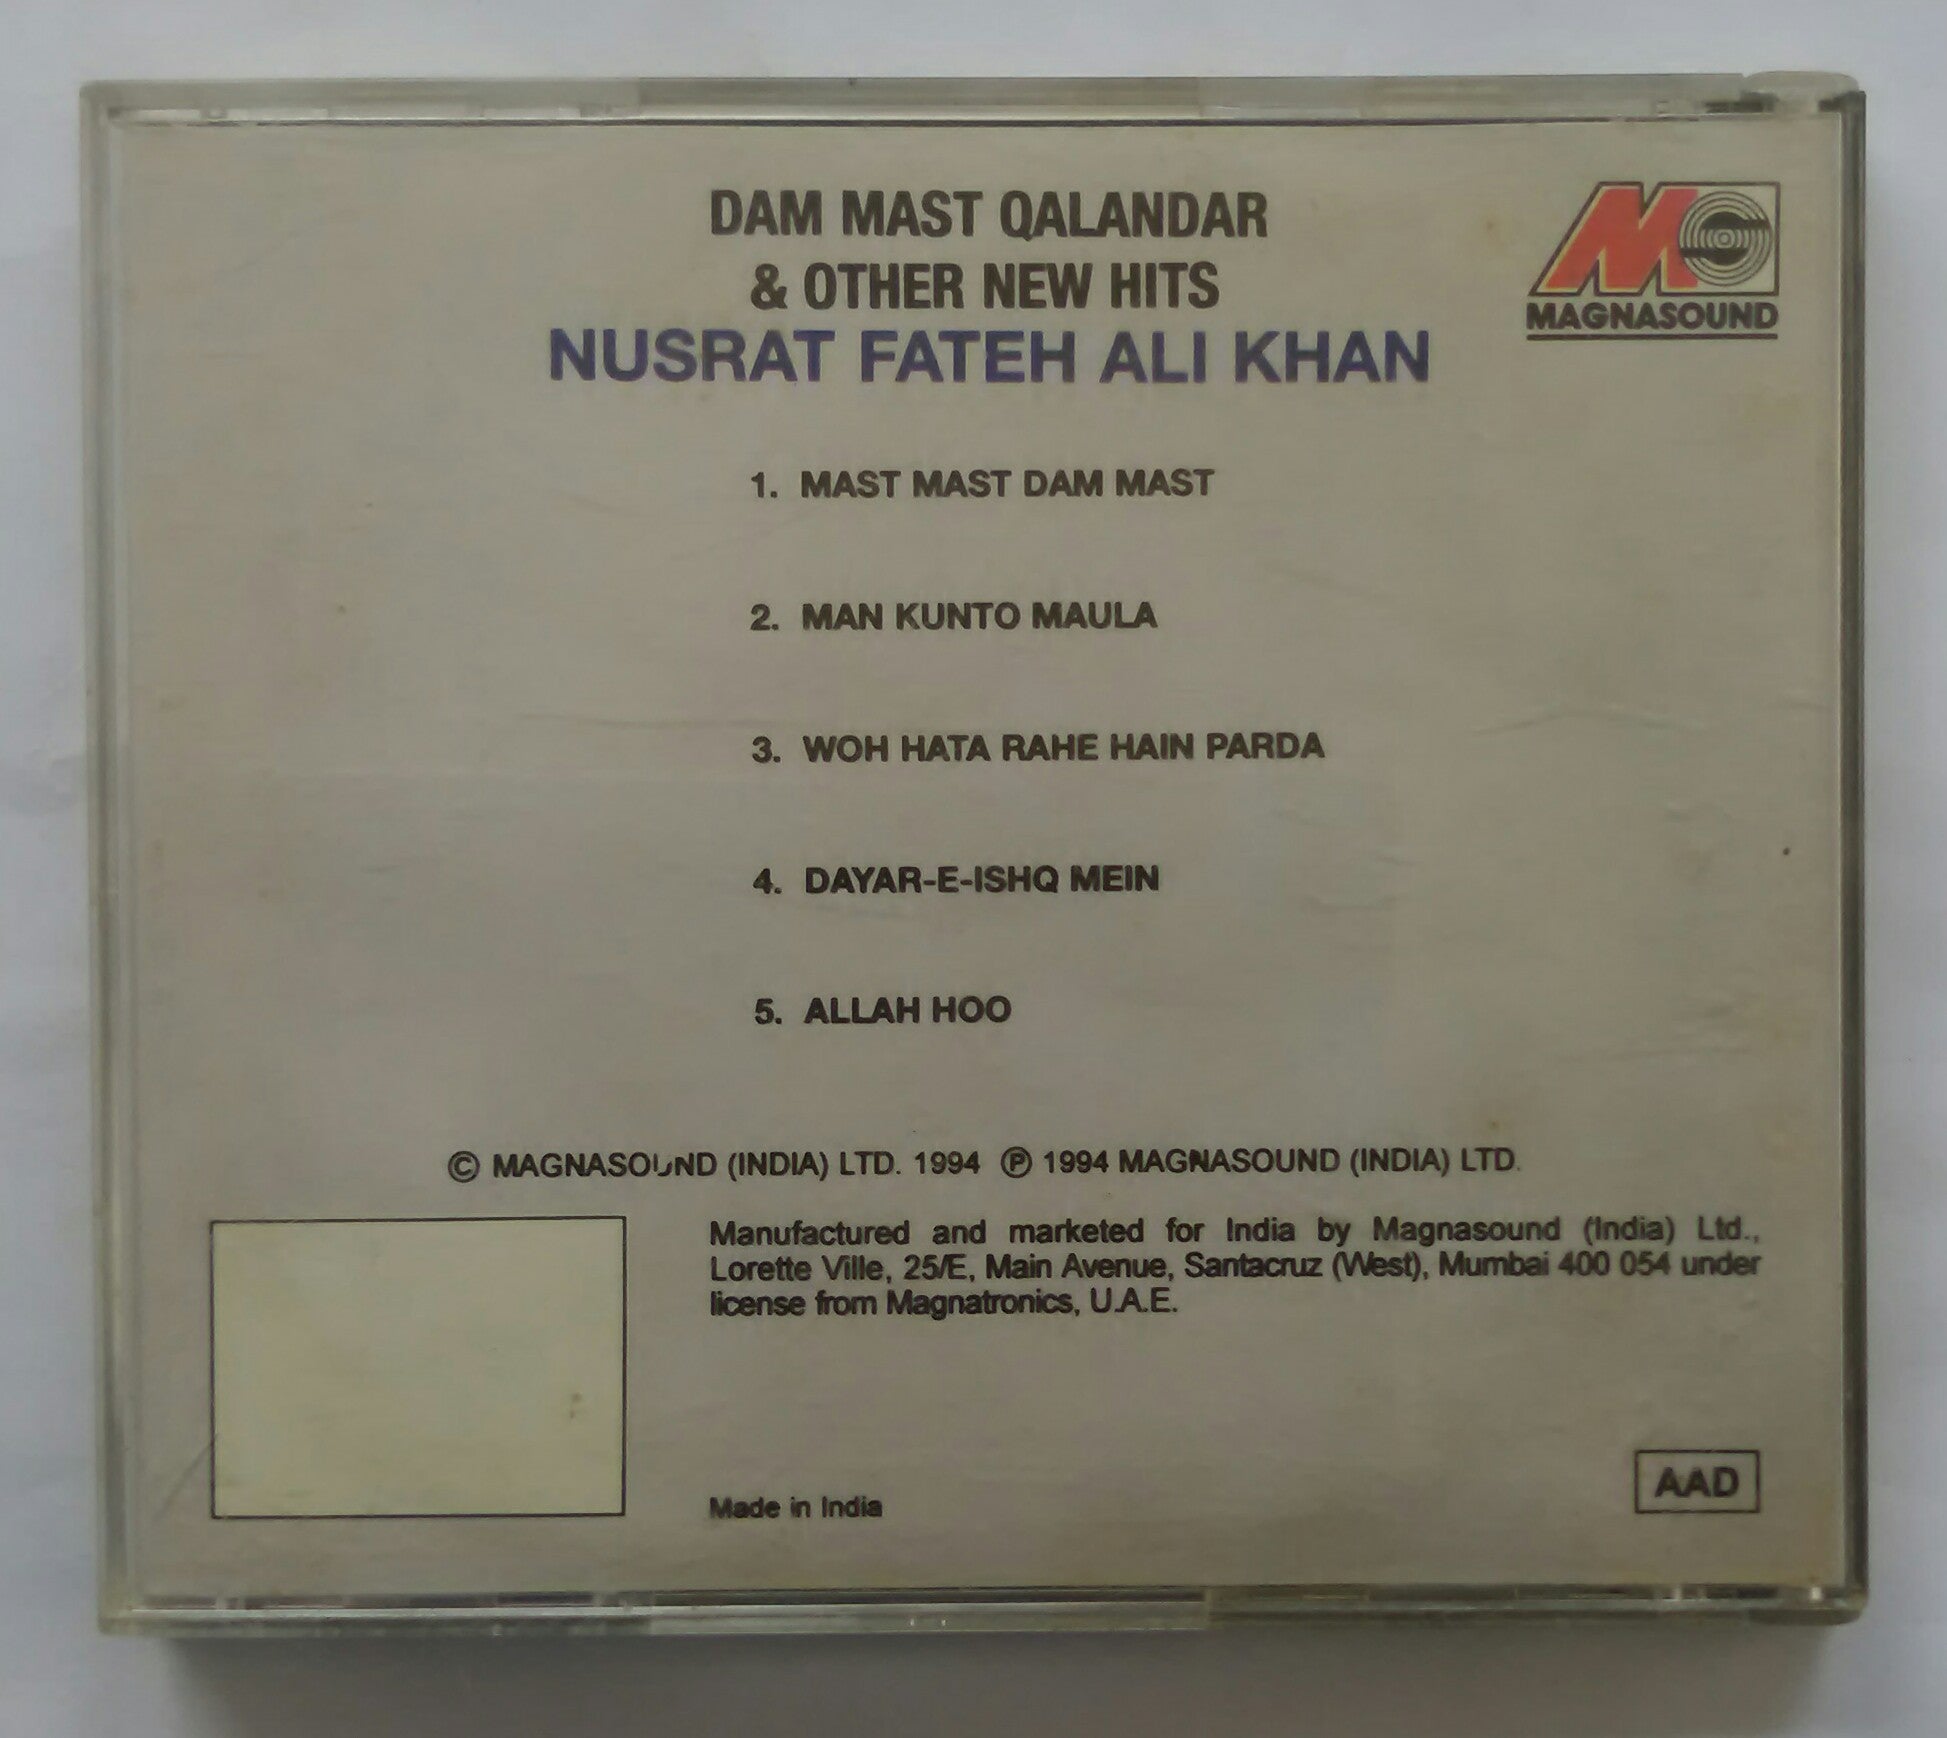 DAM MAST QALANDAR
& OTHER NEW HITS
NUSRAT FATEH ALI KHAN
MAGNASOUND
1. MAST MAST DAM MAST
2. MAN KUNTO MAULA
3. WOH HATA RAHE HAIN PARDA
4. DAYAR-E-ISHQ MEIN
5. ALLAH HOO
© MAGNASOUND (INDIA) LTD. 1994 ℗ 1994 MAGNASOUND (INDIA) LTD.
Manufactured and marketed for India by Magnasound (India) Ltd.,
Lorette Ville, 25/E, Main Avenue, Santacruz (West), Mumbai 400 054 under
license from Magnatronics, U.A.E.
Made in India
AAD